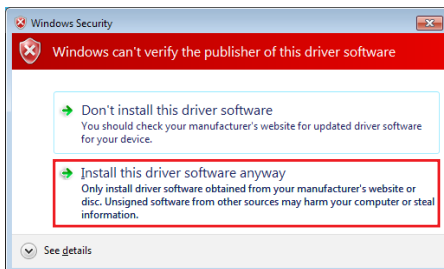 Windows Security
Windows can't verify the publisher of this driver software
Don't install this driver software
You should check your manufacturer's website for updated driver software
for your device.
Install this driver software anyway
Only install driver software obtained from your manufacturer's website or
disc. Unsigned software from other sources may harm your computer or steal
information.
See details